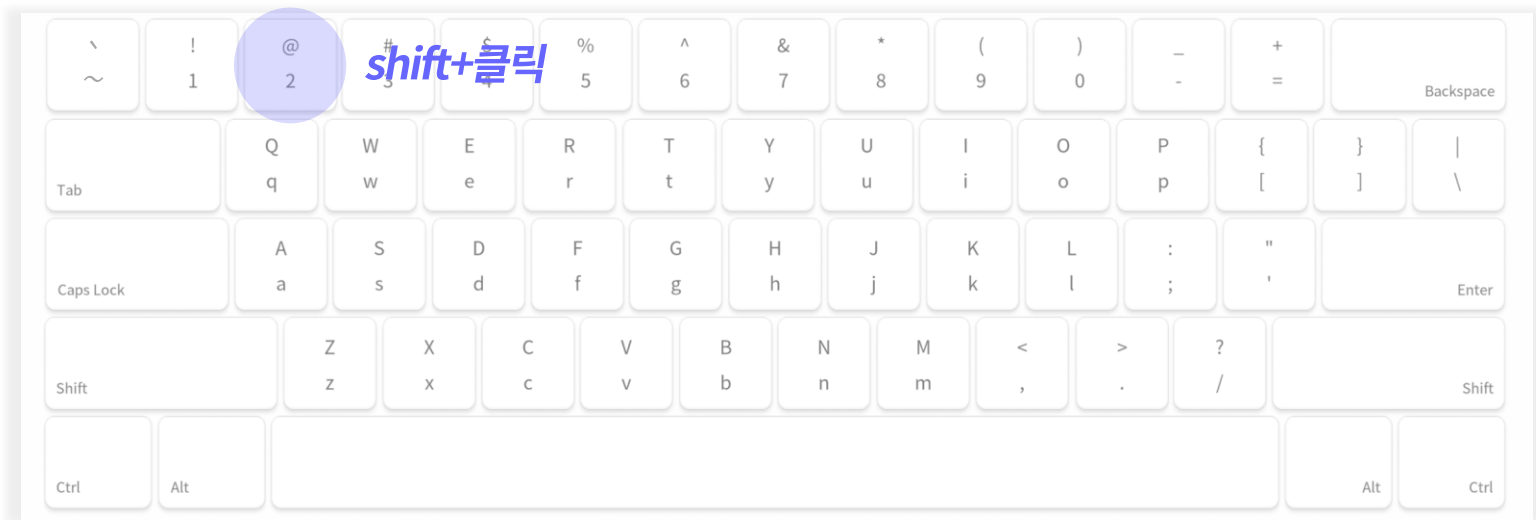 、 ! @ # $ % ^ & * ( ) _ +
shift+클릭
～ 1 2 3 4 5 6 7 8 9 0 - = Backspace
Q W E R T Y U I O P { } |
Tab q w e r t y u i o p [ ] \
A S D F G H J K L : "
Caps Lock a s d f g h j k l ; ' Enter
Z X C V B N M < > ?
Shift z x c v b n m , . / Shift
Ctrl Alt Alt Ctrl